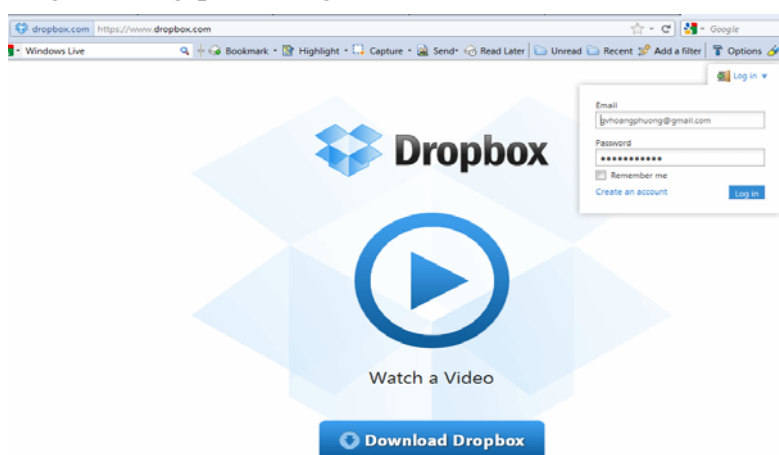 dropbox.com https://www.dropbox.com Google
Windows Live Bookmark Highlight Capture Send Read Later Unread Recent Add a filter Options
Log in
Email
gvhoangphuong@gmail.com
Password
Remember me
Create an account Log in
Dropbox
Watch a Video
Download Dropbox